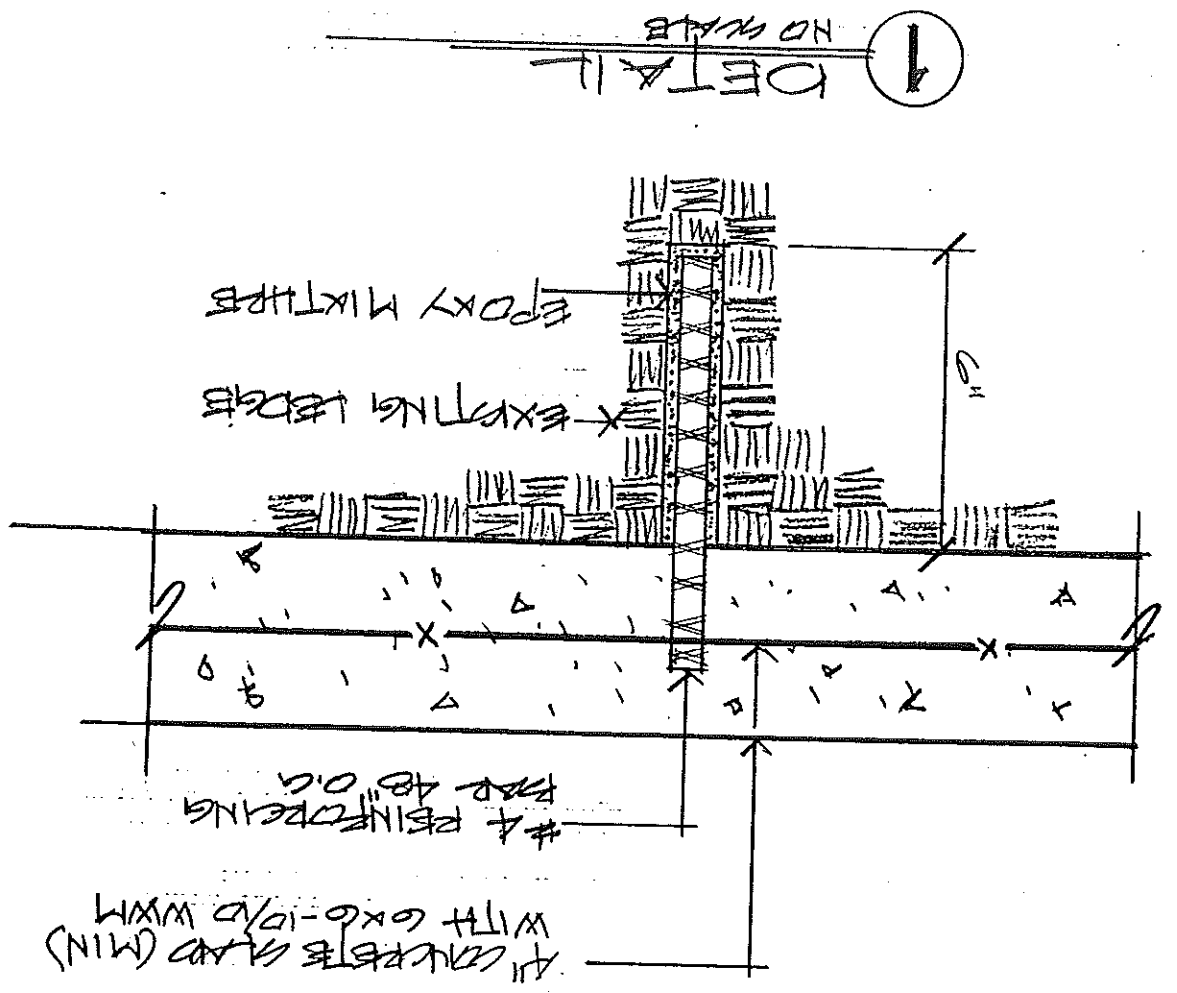 4" CONCRETE SLAB (MIN)
WITH 6x6-10/10 WWM
#4 REINFORCING
BAR 48" O.C.
EXISTING LEDGE
6"
EPOXY MIXTURE
1
DETAIL
NO SCALE